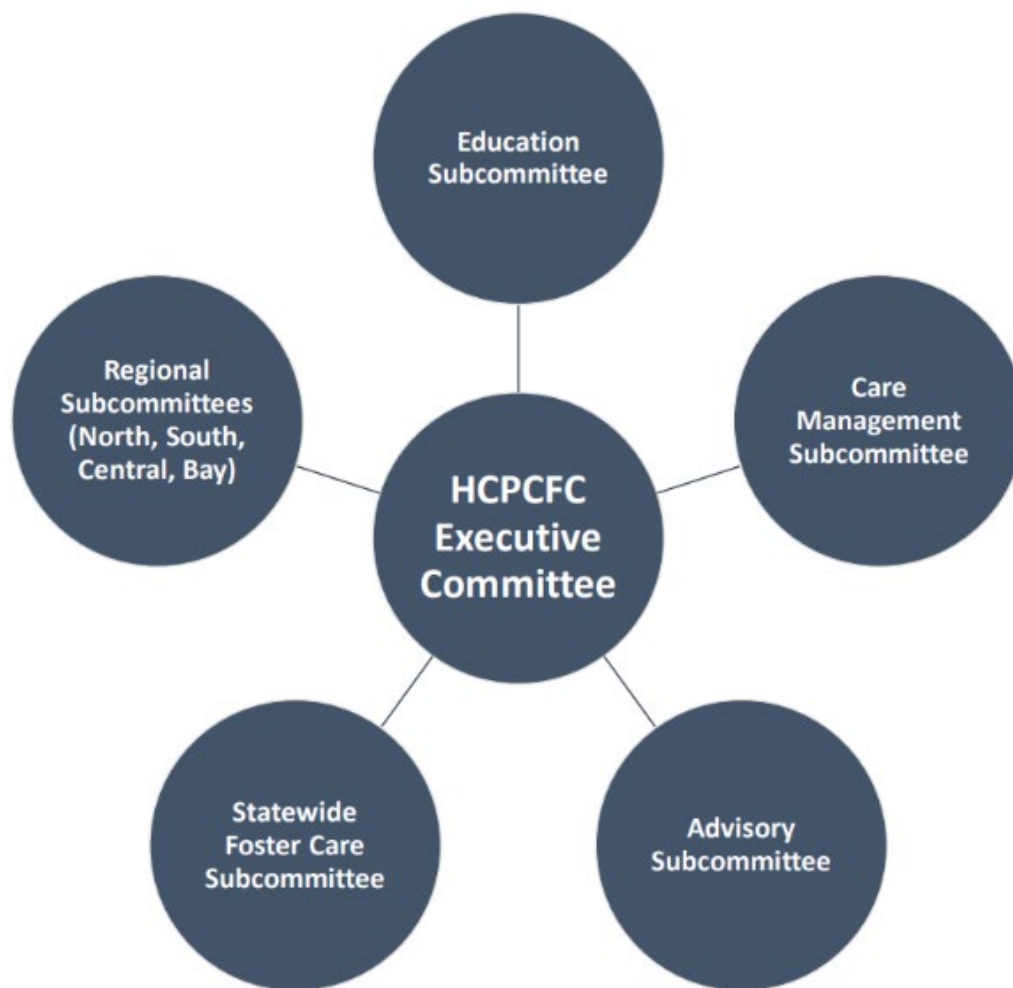 Education
Subcommittee
Regional
Subcommittees
(North, South,
Central, Bay)
Care
Management
Subcommittee
HCPCFC
Executive
Committee
Statewide
Foster Care
Subcommittee
Advisory
Subcommittee